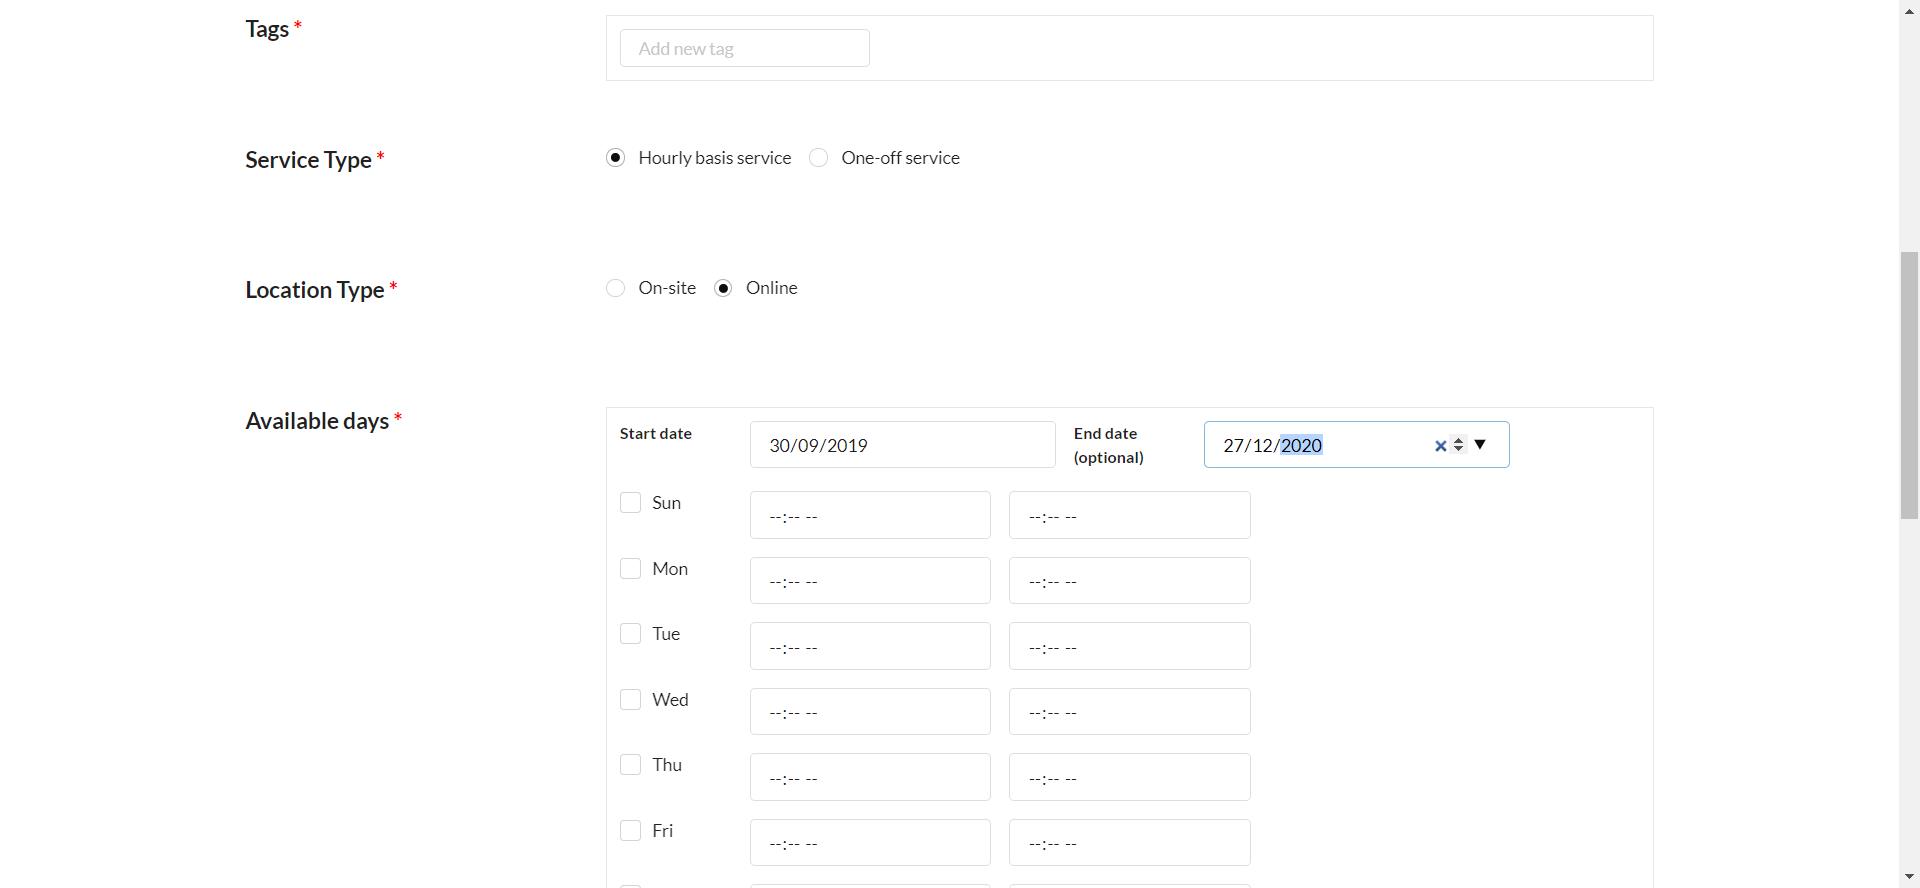 Tags *
Add new tag
Service Type *
Hourly basis service
One-off service
Location Type *
On-site
Online
Available days *
Start date
30/09/2019
End date
(optional)
27/12/2020
Sun
--:-- --
--:-- --
Mon
--:-- --
--:-- --
Tue
--:-- --
--:-- --
Wed
--:-- --
--:-- --
Thu
--:-- --
--:-- --
Fri
--:-- --
--:-- --